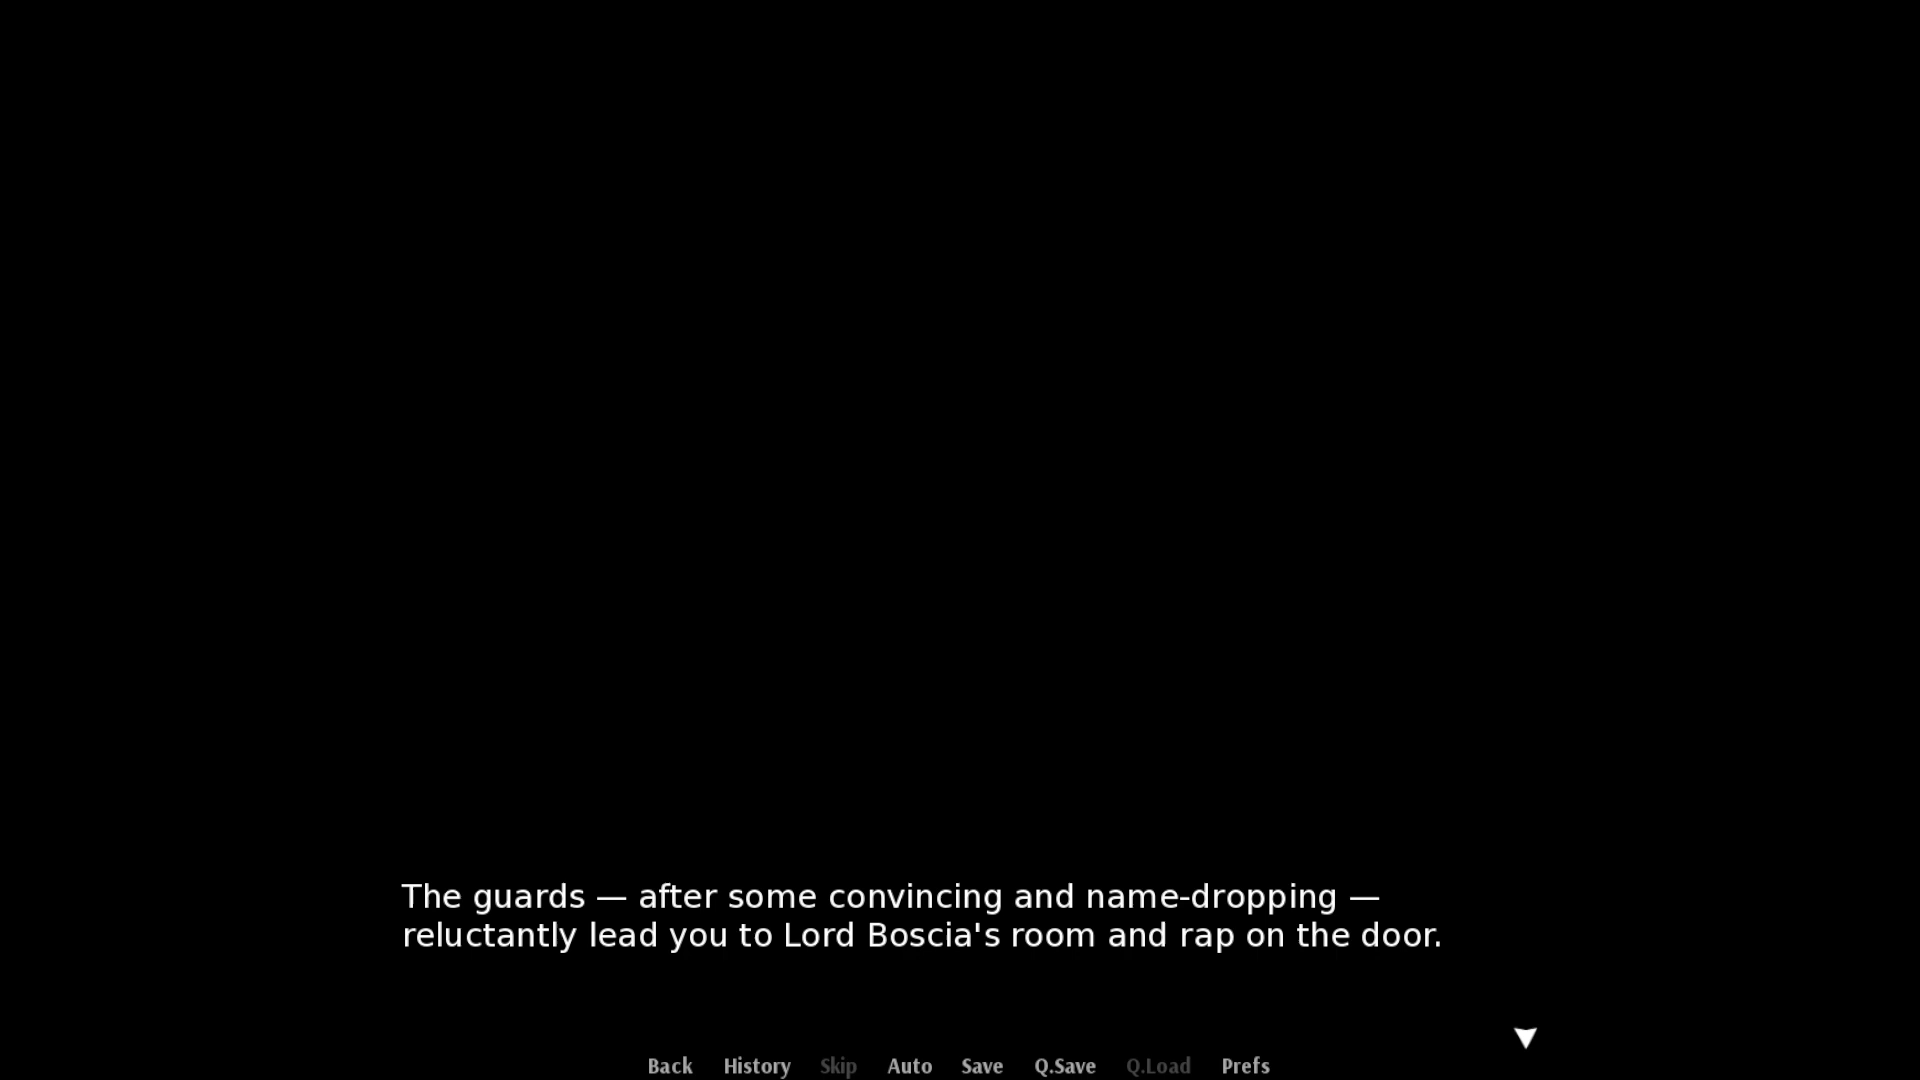 The guards — after some convincing and name-dropping —
reluctantly lead you to Lord Boscia's room and rap on the door.
Back History Skip Auto Save Q.Save Q.Load Prefs